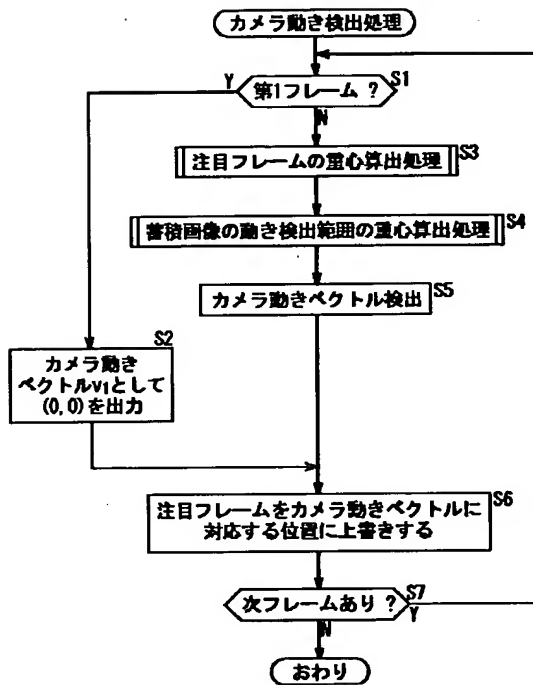 カメラ動き検出処理
Y
第1フレーム ?
S1
N
注目フレームの重心算出処理
S3
蓄積画像の動き検出範囲の重心算出処理
S4
カメラ動きベクトル検出
S5
S2
カメラ動き
ベクトルv1として
(0,0)を出力
注目フレームをカメラ動きベクトルに
対応する位置に上書きする
S6
次フレームあり ?
S7
Y
N
おわり